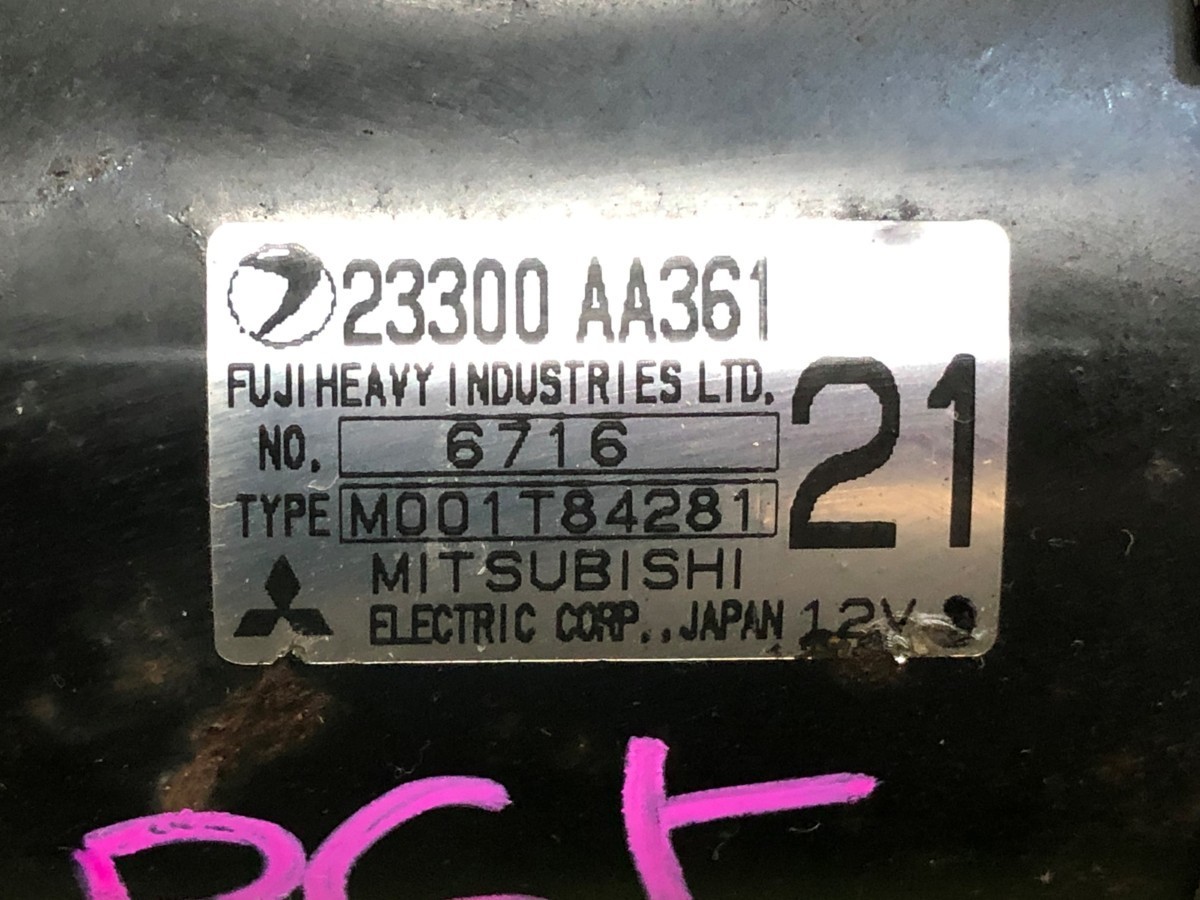 23300 AA361
FUJI HEAVY INDUSTRIES LTD.
21
NO. 6716
TYPE M001T84281
MITSUBISHI
ELECTRIC CORP., JAPAN 12V